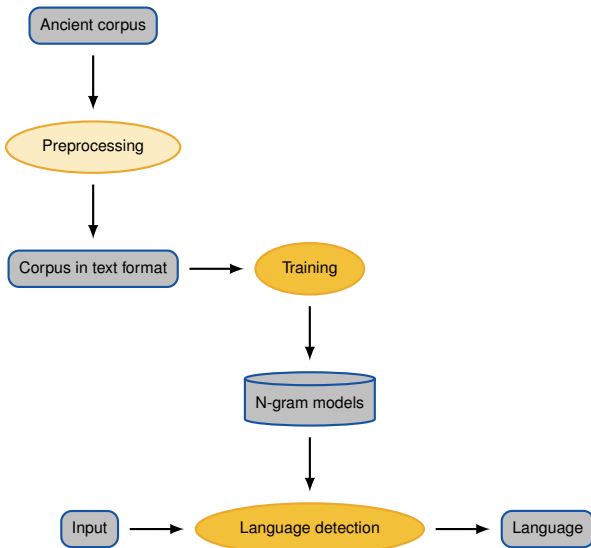 Ancient corpus
Preprocessing
Corpus in text format
Training
N-gram models
Input
Language detection
Language